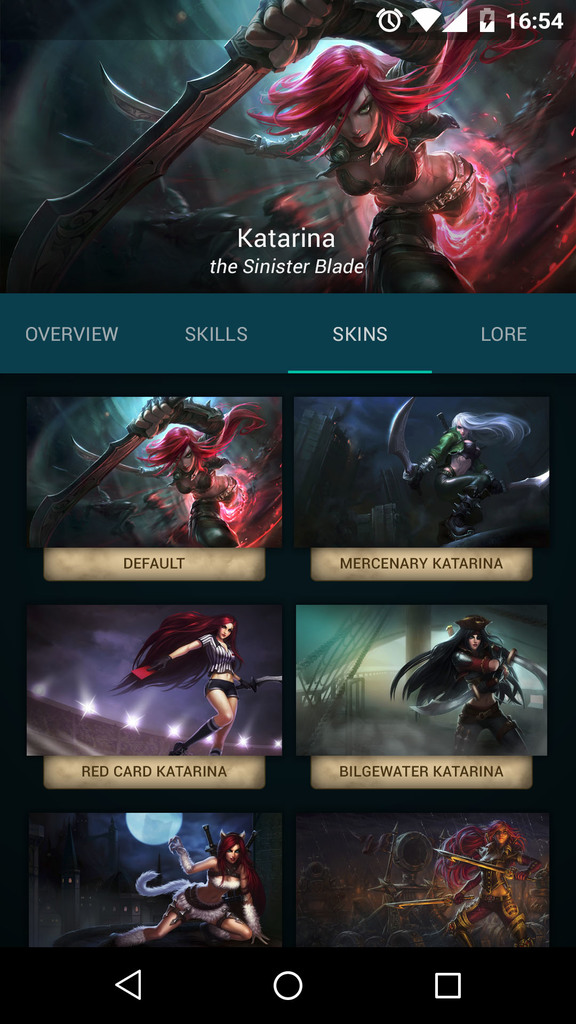 16:54
Katarina
the Sinister Blade
OVERVIEW SKILLS SKINS LORE
DEFAULT MERCENARY KATARINA
RED CARD KATARINA BILGEWATER KATARINA